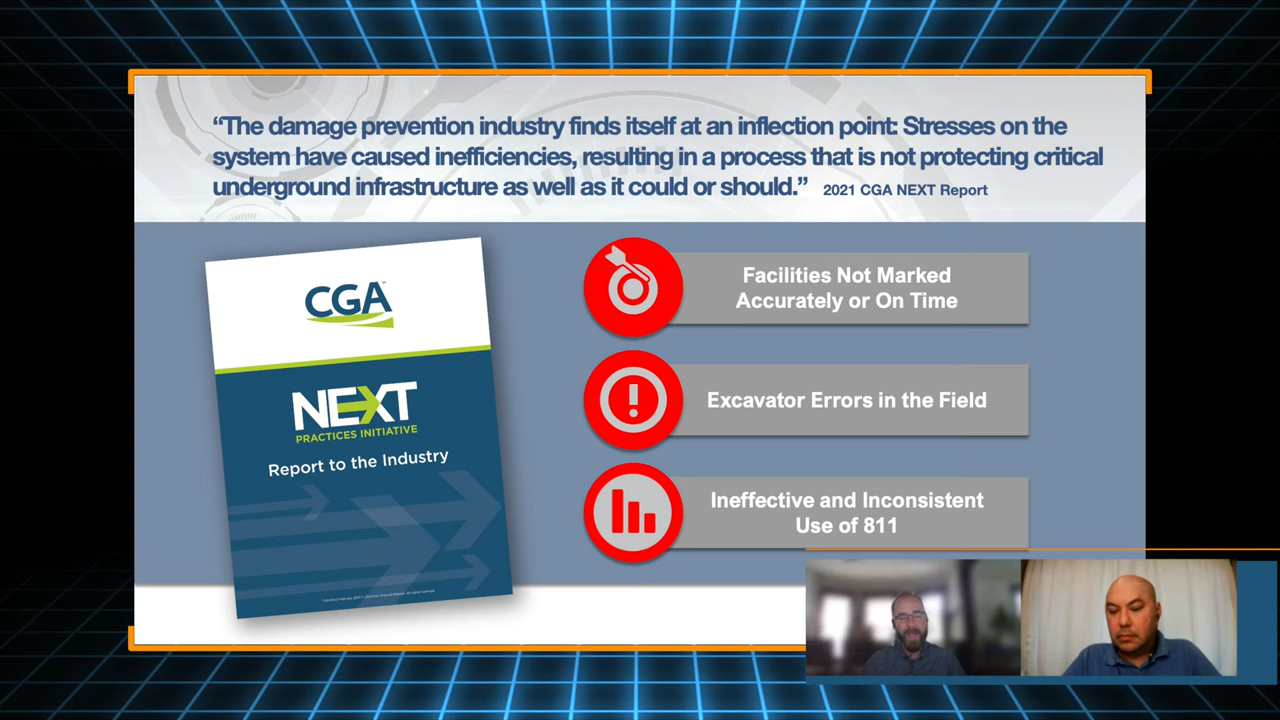 “The damage prevention industry finds itself at an inflection point: Stresses on the
system have caused inefficiencies, resulting in a process that is not protecting critical
underground infrastructure as well as it could or should.” 2021 CGA NEXT Report
CGA
NEXT
PRACTICES INITIATIVE
Report to the Industry
Facilities Not Marked
Accurately or On Time
Excavator Errors in the Field
Ineffective and Inconsistent
Use of 811